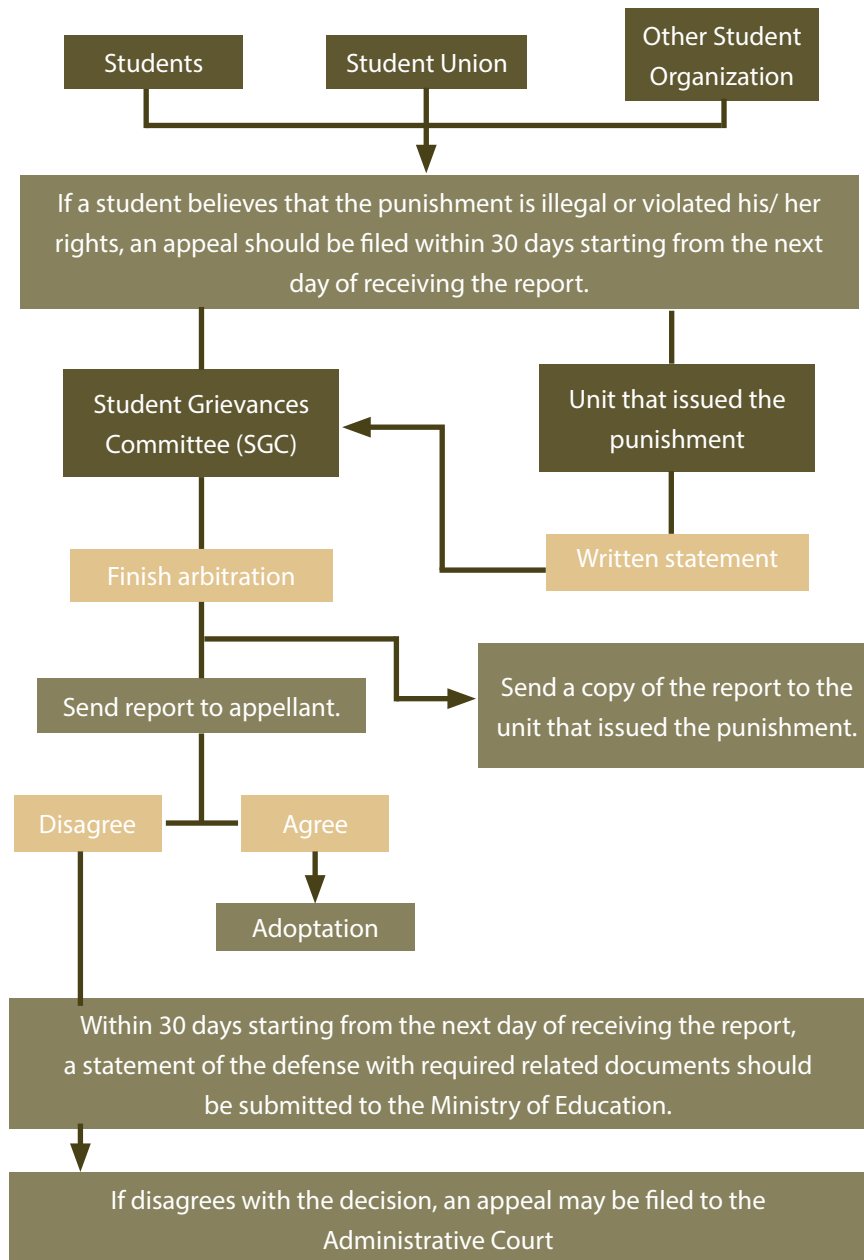 Students
Student Union
Other Student
Organization
If a student believes that the punishment is illegal or violated his/ her
rights, an appeal should be filed within 30 days starting from the next
day of receiving the report.
Student Grievances
Committee (SGC)
Unit that issued the
punishment
Written statement
Finish arbitration
Send report to appellant.
Send a copy of the report to the
unit that issued the punishment.
Disagree
Agree
Adoptation
Within 30 days starting from the next day of receiving the report,
a statement of the defense with required related documents should
be submitted to the Ministry of Education.
If disagrees with the decision, an appeal may be filed to the
Administrative Court